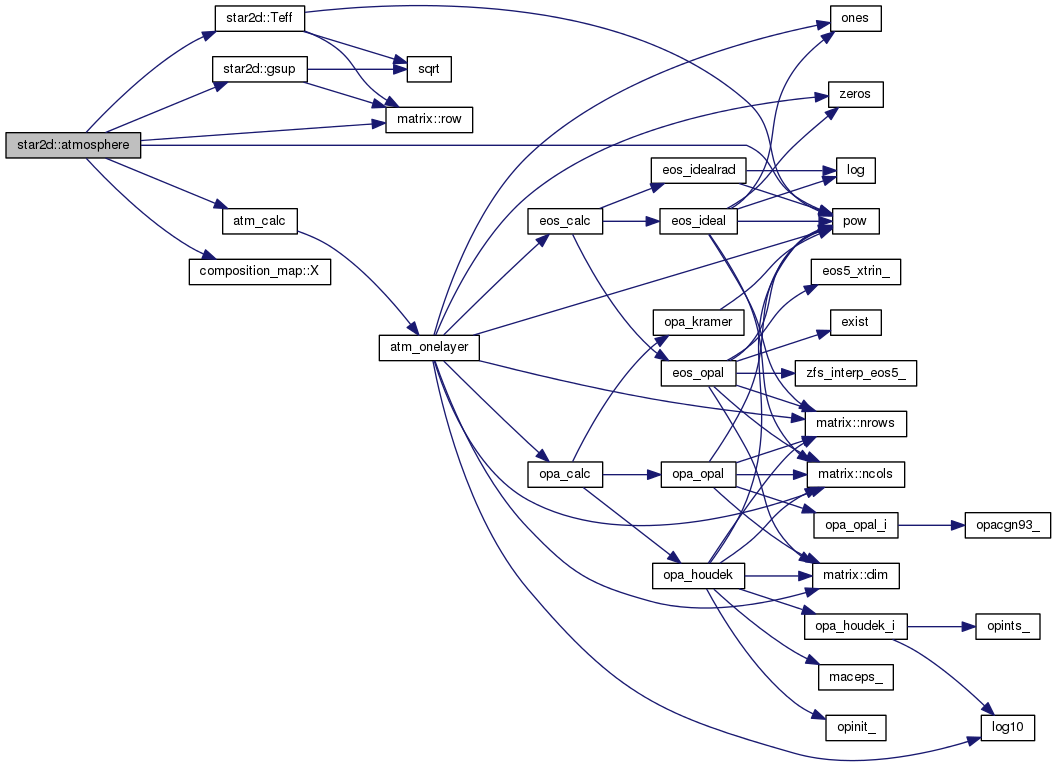 star2d::Teff
ones
star2d::gsup
sqrt
zeros
matrix::row
star2d::atmosphere
eos_idealrad
log
atm_calc
eos_calc
eos_ideal
pow
composition_map::X
eos5_xtrin_
opa_kramer
exist
atm_onelayer
eos_opal
zfs_interp_eos5_
matrix::nrows
opa_calc
opa_opal
matrix::ncols
opa_opal_i
opacgn93_
opa_houdek
matrix::dim
opa_houdek_i
opints_
maceps_
opinit_
log10